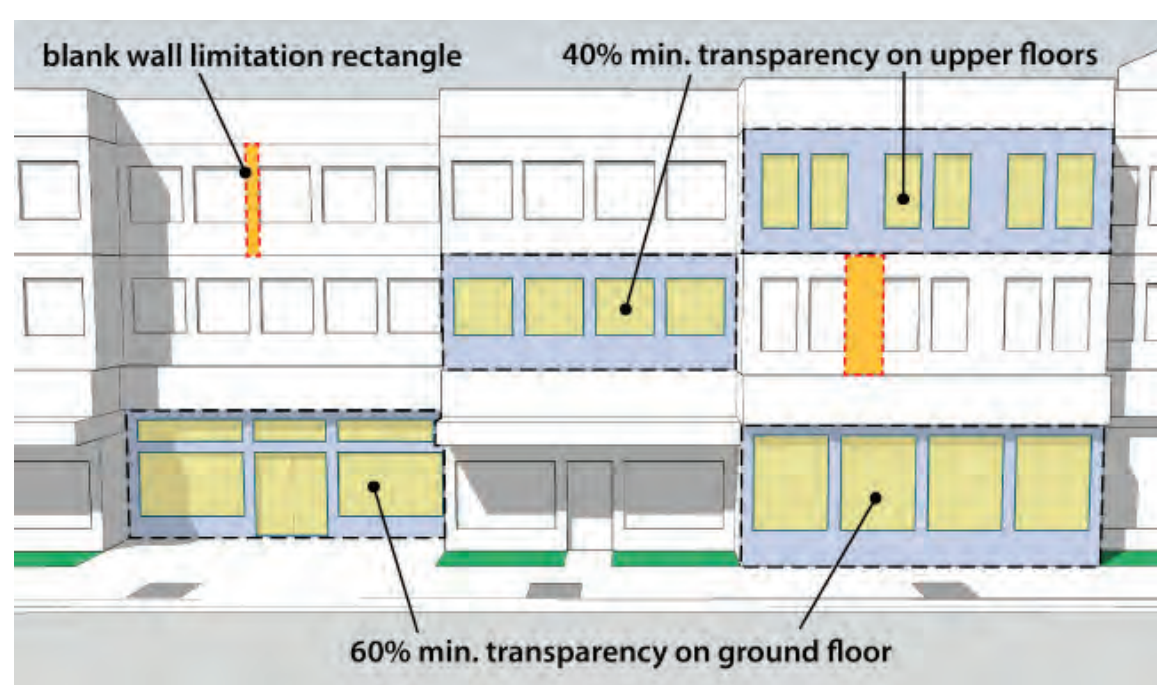 blank wall limitation rectangle
40% min. transparency on upper floors
60% min. transparency on ground floor